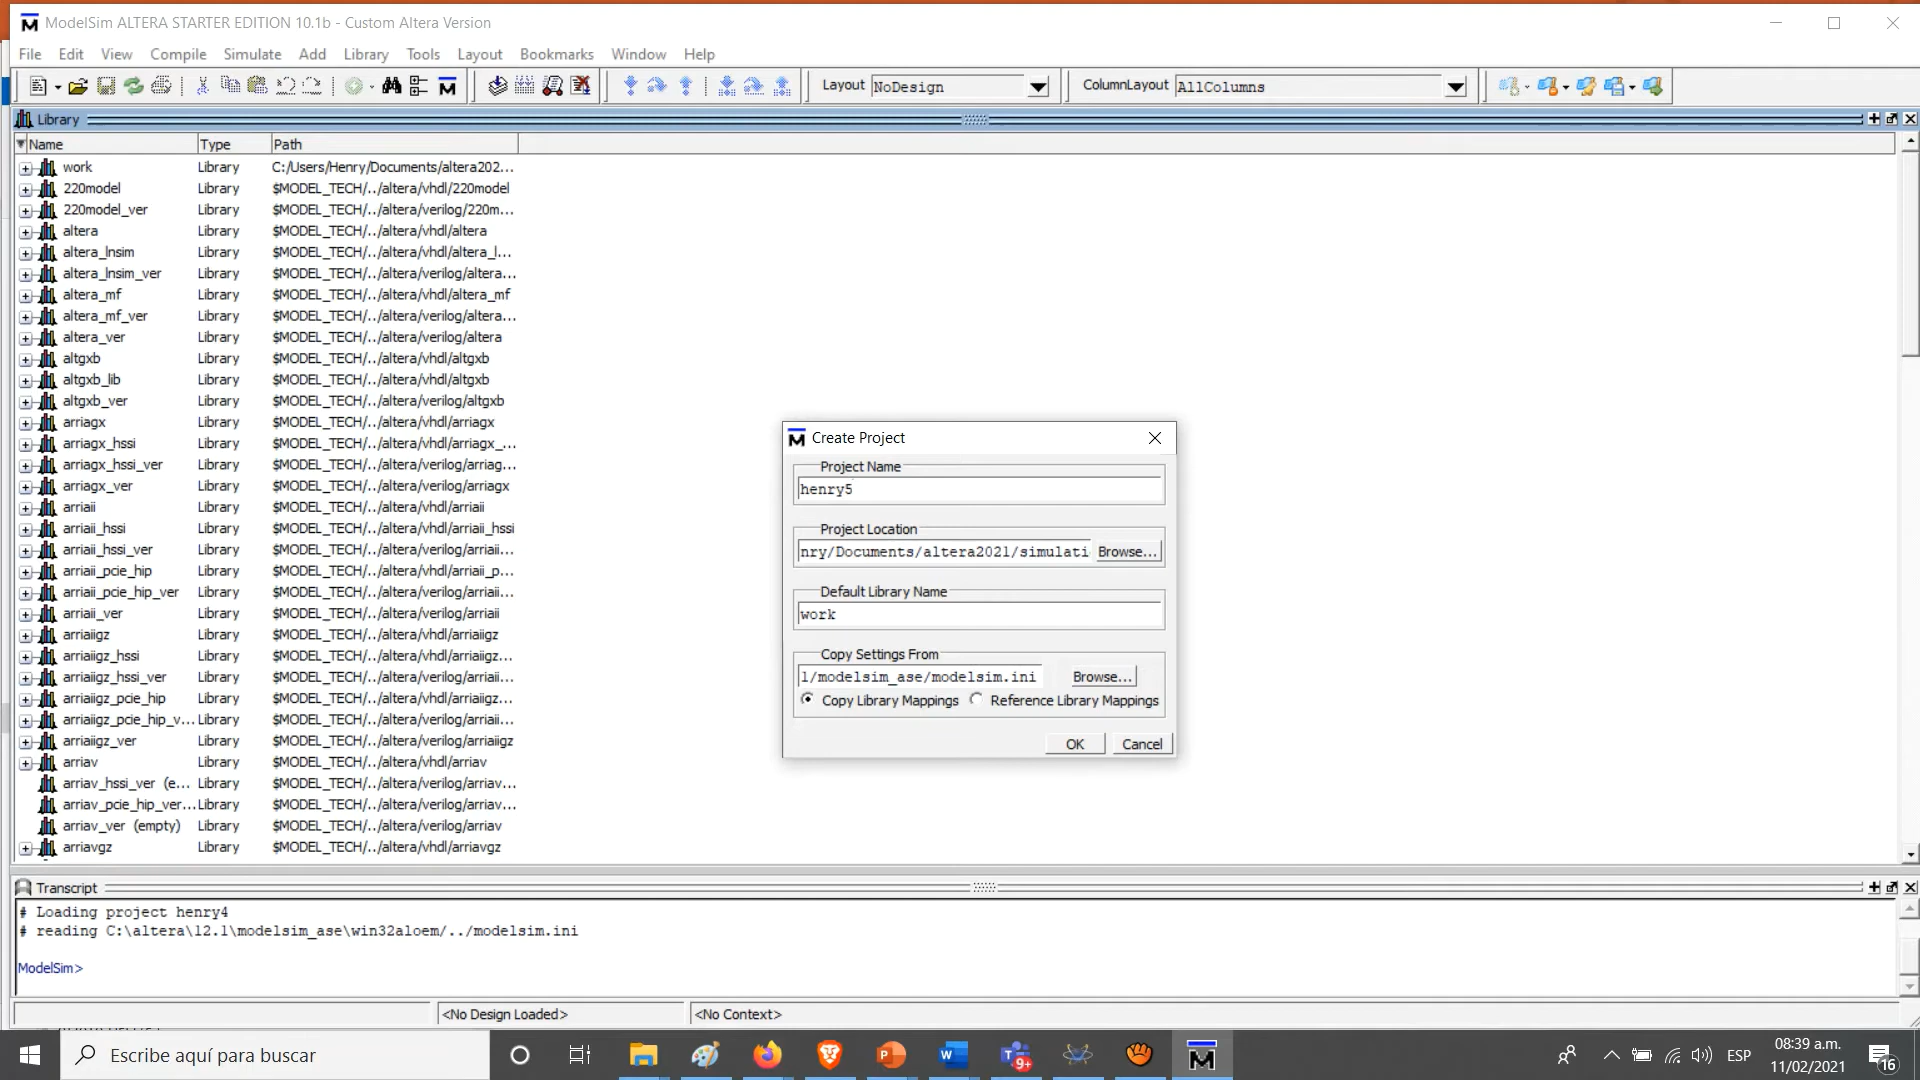 ModelSim ALTERA STARTER EDITION 10.1b - Custom Altera Version
File Edit View Compile Simulate Add Library Tools Layout Bookmarks Window Help
Layout NoDesign ColumnLayout AllColumns
Library
Name Type Path
work Library C:/Users/Henry/Documents/altera202...
220model Library $MODEL_TECH/../altera/vhdl/220model
220model_ver Library $MODEL_TECH/../altera/verilog/220m...
altera Library $MODEL_TECH/../altera/vhdl/altera
altera_lnsim Library $MODEL_TECH/../altera/vhdl/altera_l...
altera_lnsim_ver Library $MODEL_TECH/../altera/verilog/altera...
altera_mf Library $MODEL_TECH/../altera/vhdl/altera_mf
altera_mf_ver Library $MODEL_TECH/../altera/verilog/altera...
altera_ver Library $MODEL_TECH/../altera/verilog/altera
altgxb Library $MODEL_TECH/../altera/vhdl/altgxb
altgxb_lib Library $MODEL_TECH/../altera/vhdl/altgxb
altgxb_ver Library $MODEL_TECH/../altera/verilog/altgxb
arriagx Library $MODEL_TECH/../altera/vhdl/arriagx
arriagx_hssi Library $MODEL_TECH/../altera/vhdl/arriagx_...
arriagx_hssi_ver Library $MODEL_TECH/../altera/verilog/arriag...
arriagx_ver Library $MODEL_TECH/../altera/verilog/arriagx
arriaii Library $MODEL_TECH/../altera/vhdl/arriaii
arriaii_hssi Library $MODEL_TECH/../altera/vhdl/arriaii_hssi
arriaii_hssi_ver Library $MODEL_TECH/../altera/verilog/arriaii...
arriaii_pcie_hip Library $MODEL_TECH/../altera/vhdl/arriaii_p...
arriaii_pcie_hip_ver Library $MODEL_TECH/../altera/verilog/arriaii...
arriaii_ver Library $MODEL_TECH/../altera/verilog/arriaii
arriaiigz Library $MODEL_TECH/../altera/vhdl/arriaiigz
arriaiigz_hssi Library $MODEL_TECH/../altera/vhdl/arriaiigz...
arriaiigz_hssi_ver Library $MODEL_TECH/../altera/verilog/arriaii...
arriaiigz_pcie_hip Library $MODEL_TECH/../altera/vhdl/arriaiigz...
arriaiigz_pcie_hip_v... Library $MODEL_TECH/../altera/verilog/arriaii...
arriaiigz_ver Library $MODEL_TECH/../altera/verilog/arriaiigz
arriav Library $MODEL_TECH/../altera/vhdl/arriav
arriav_hssi_ver (e... Library $MODEL_TECH/../altera/verilog/arriav...
arriav_pcie_hip_ver... Library $MODEL_TECH/../altera/verilog/arriav...
arriav_ver (empty) Library $MODEL_TECH/../altera/verilog/arriav
arriavgz Library $MODEL_TECH/../altera/vhdl/arriavgz
Create Project
Project Name
henry5
Project Location
nry/Documents/altera2021/simulati Browse...
Default Library Name
work
Copy Settings From
l/modelsim_ase/modelsim.ini Browse...
Copy Library Mappings Reference Library Mappings
OK Cancel
Transcript
# Loading project henry4
# reading C:\altera\12.1\modelsim_ase\win32aloem/../modelsim.ini
ModelSim>
<No Design Loaded> <No Context>
Escribe aquí para buscar
9+
ESP
08:39 a.m.
11/02/2021
16